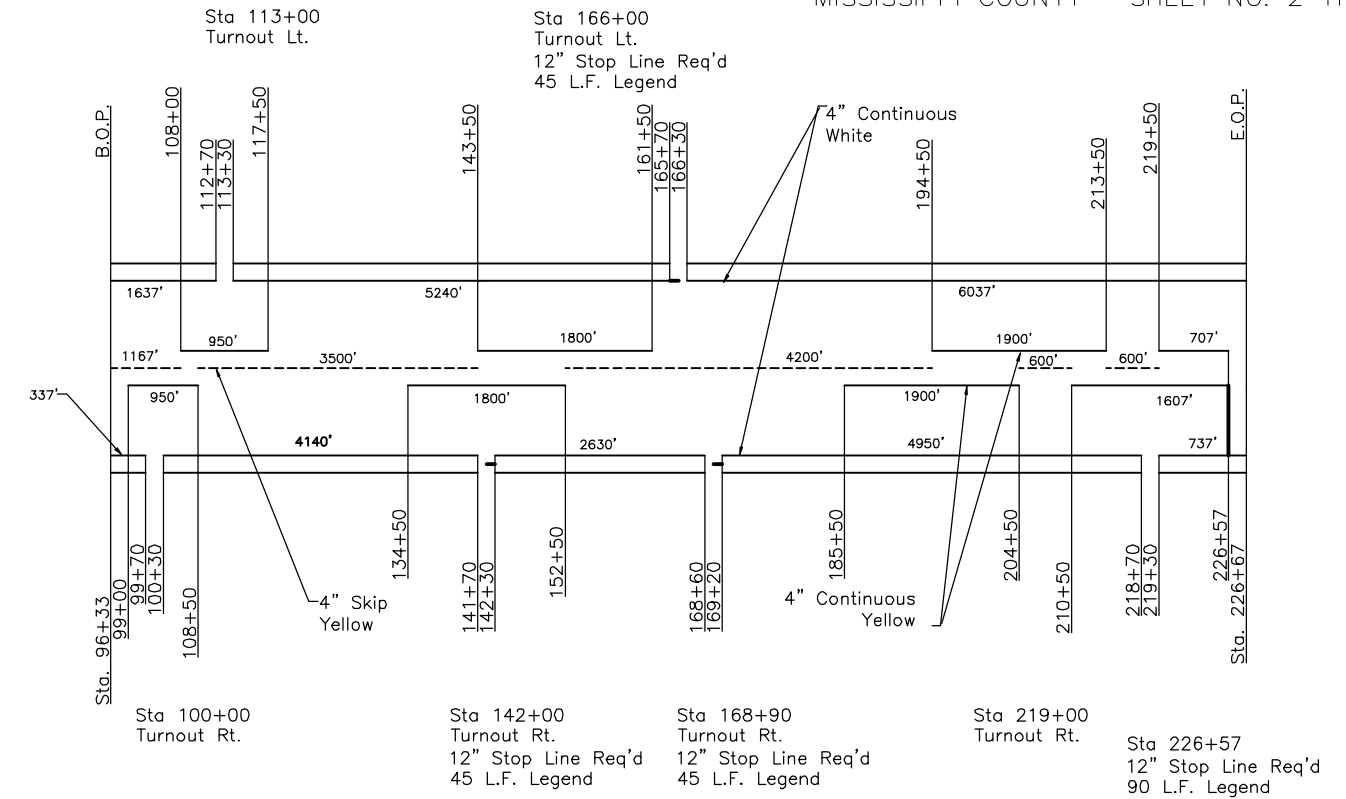 MISSISSIPPI COUNTY
SHEET NO. 2
Sta 113+00
Turnout Lt.
Sta 166+00
Turnout Lt.
12” Stop Line Req'd
45 L.F. Legend
B.O.P.
108+00
112+70
113+30
117+50
143+50
161+50
165+70
166+30
4” Continuous
White
194+50
213+50
219+50
E.O.P.
1637'
5240'
6037'
950'
1800'
1900'
707'
1167'
3500'
4200'
600'
600'
337'
950'
1800'
1900'
1607'
4140'
2630'
4950'
737'
Sta. 96+33
99+00
99+70
100+30
108+50
4” Skip
Yellow
134+50
141+70
142+30
152+50
168+60
169+20
185+50
4” Continuous
Yellow
204+50
210+50
218+70
219+30
226+57
Sta. 226+67
Sta 100+00
Turnout Rt.
Sta 142+00
Turnout Rt.
12” Stop Line Req'd
45 L.F. Legend
Sta 168+90
Turnout Rt.
12” Stop Line Req'd
45 L.F. Legend
Sta 219+00
Turnout Rt.
Sta 226+57
12” Stop Line Req'd
90 L.F. Legend